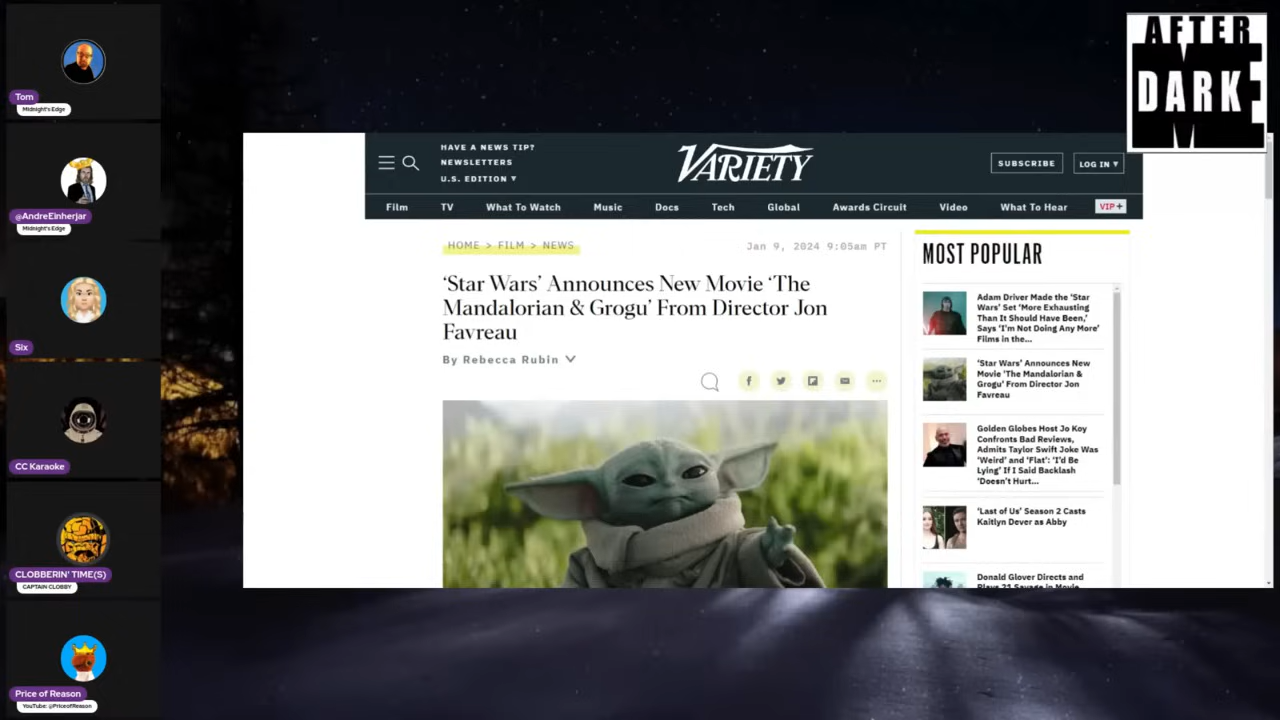 Tom
Midnight's Edge
@AndreEinherjar
Midnight's Edge
Six
CC Karaoke
CLOBBERIN' TIME(S)
CAPTAIN CLOBBY
Price of Reason
YouTube: @PriceofReason
AFTER
DARK
ME
HAVE A NEWS TIP?
NEWSLETTERS
U.S. EDITION ▾
VARIETY
SUBSCRIBE
LOG IN ▾
Film TV What To Watch Music Docs Tech Global Awards Circuit Video What To Hear VIP+
HOME > FILM > NEWS
Jan 9, 2024 9:05am PT
‘Star Wars’ Announces New Movie ‘The
Mandalorian & Grogu’ From Director Jon
Favreau
By Rebecca Rubin
MOST POPULAR
Adam Driver Made the ‘Star
Wars’ Set ‘More Exhausting
Than It Should Have Been,’
Says ‘I’m Not Doing Any More’
Films in the...
‘Star Wars’ Announces New
Movie ‘The Mandalorian &
Grogu’ From Director Jon
Favreau
Golden Globes Host Jo Koy
Confronts Bad Reviews,
Admits Taylor Swift Joke Was
‘Weird’ and ‘Flat’: ‘I’d Be
Lying’ If I Said Backlash
‘Doesn’t Hurt...
‘Last of Us’ Season 2 Casts
Kaitlyn Dever as Abby
Donald Glover Directs and
Plays 21 Savage in Movie